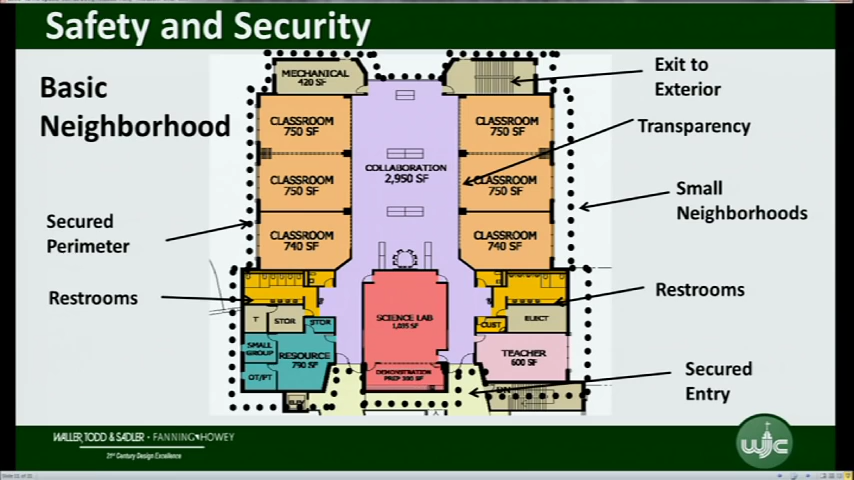 Safety and Security
Basic
Neighborhood
MECHANICAL
420 SF
Exit to
Exterior
CLASSROOM
750 SF
CLASSROOM
750 SF
Transparency
COLLABORATION
2,950 SF
CLASSROOM
750 SF
CLASSROOM
750 SF
Small
Neighborhoods
Secured
Perimeter
CLASSROOM
740 SF
CLASSROOM
740 SF
Restrooms
Restrooms
T
STOR
STOR
SCIENCE LAB
CUST
ELECT
SMALL
GROUP
RESOURCE
790 SF
TEACHER
600 SF
OT/PT
DEMONSTRATION
Secured
Entry
ELEV
WALLER, TODD & SADLER • FANNING HOWEY
21st Century Design Excellence
WJC